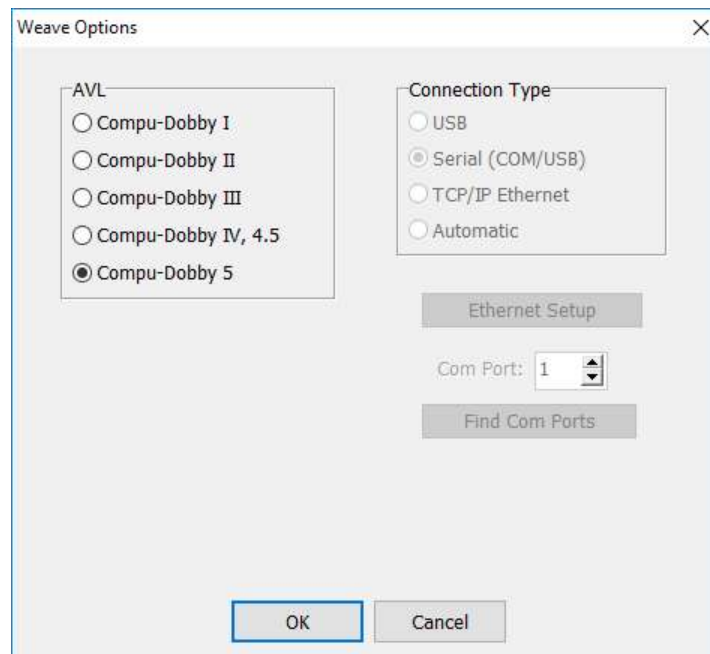 Weave Options
AVL
Compu-Dobby I
Compu-Dobby II
Compu-Dobby III
Compu-Dobby IV, 4.5
Compu-Dobby 5
Connection Type
USB
Serial (COM/USB)
TCP/IP Ethernet
Automatic
Ethernet Setup
Com Port: 1
Find Com Ports
OK
Cancel